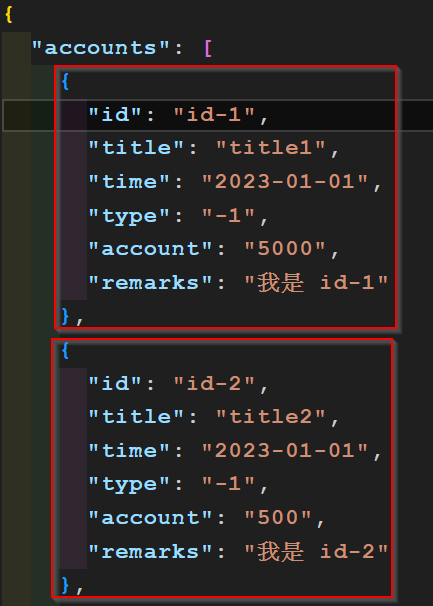 {
"accounts": [
{
"id": "id-1",
"title": "title1",
"time": "2023-01-01",
"type": "-1",
"account": "5000",
"remarks": "我是 id-1"
},
{
"id": "id-2",
"title": "title2",
"time": "2023-01-01",
"type": "-1",
"account": "500",
"remarks": "我是 id-2"
},